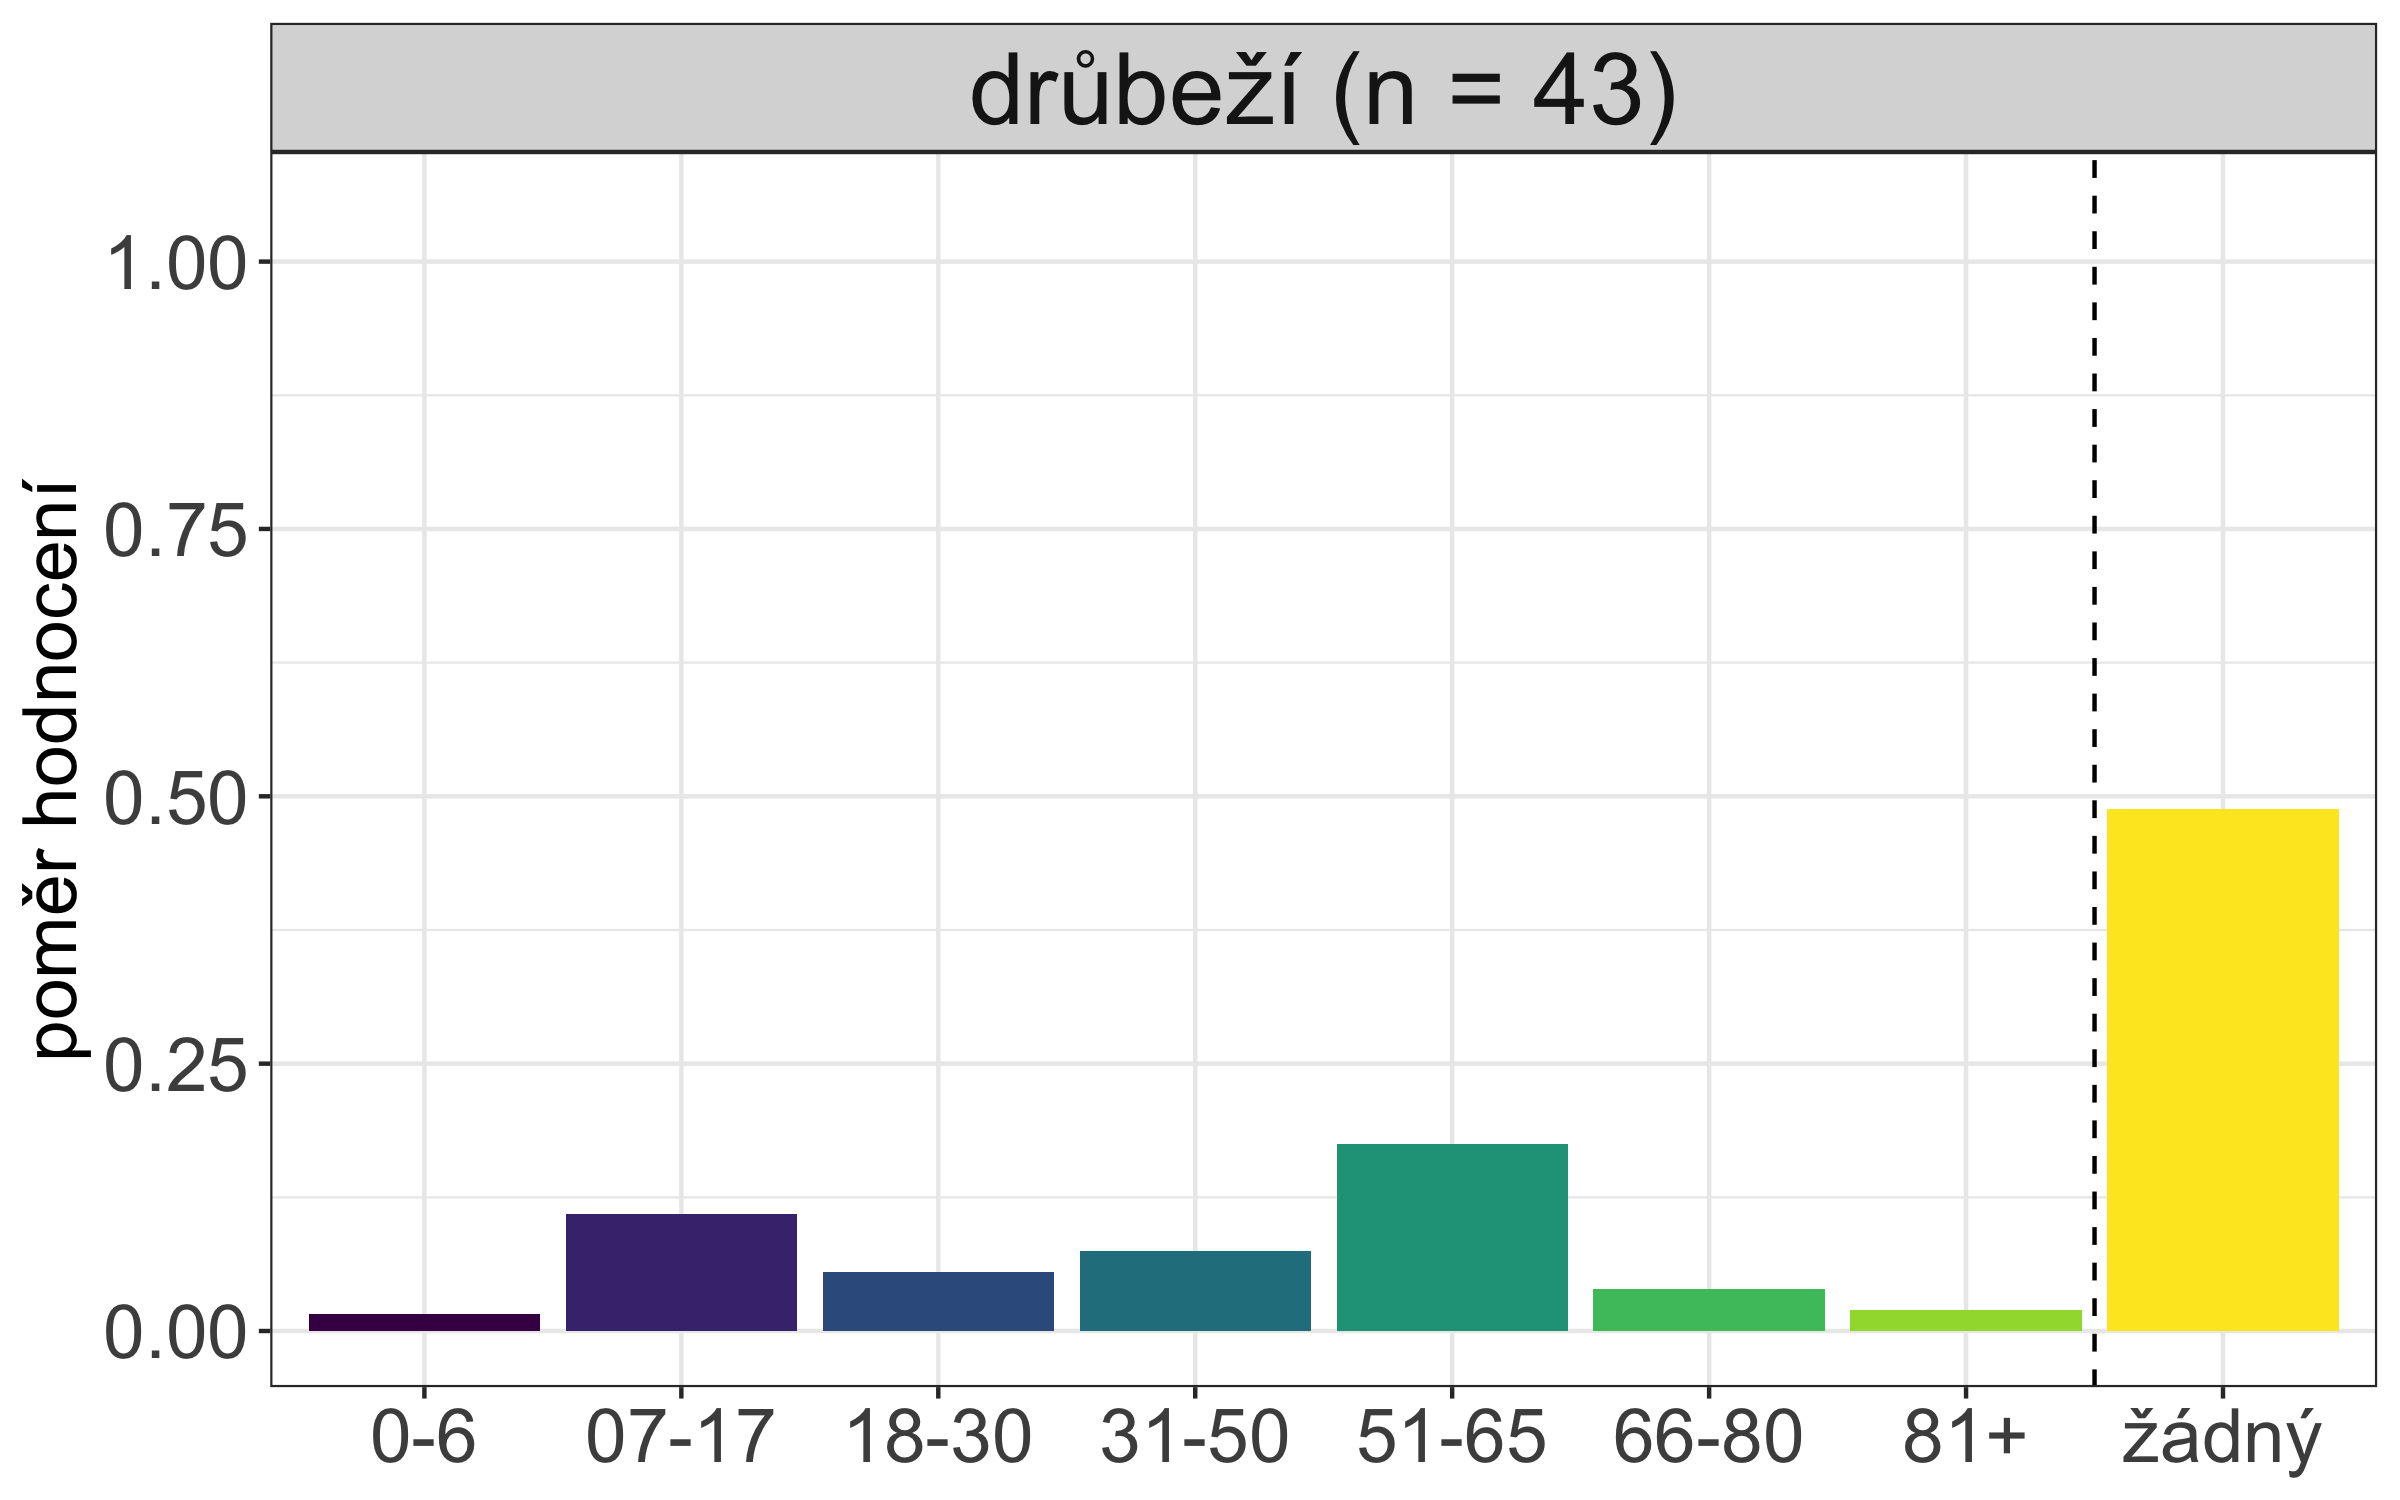 drůbeží (n = 43)
poměr hodnocení
1.00
0.75
0.50
0.25
0.00
0-6 07-17 18-30 31-50 51-65 66-80 81+ žádný